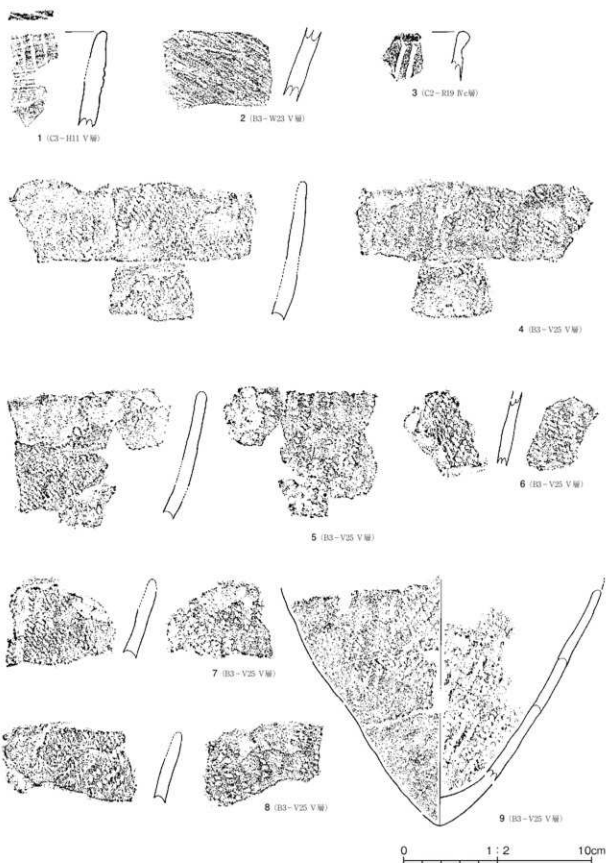 1 (C3-H11 V層)
2 (B3-W23 V層)
3 (C2-R19 Ⅳc層)
4 (B3-V25 V層)
5 (B3-V25 V層)
6 (B3-V25 V層)
7 (B3-V25 V層)
8 (B3-V25 V層)
9 (B3-V25 V層)
0 1:2 10cm